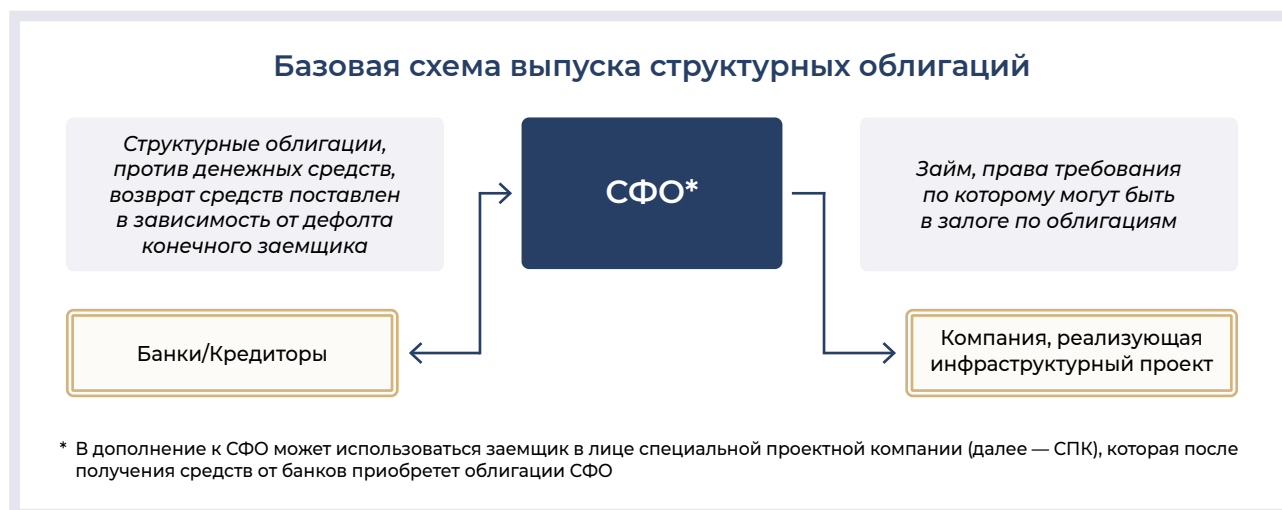 Базовая схема выпуска структурных облигаций
Структурные облигации,
против денежных средств,
возврат средств поставлен
в зависимость от дефолта
конечного заемщика
СФО*
Займ, права требования
по которому могут быть
в залоге по облигациям
Банки/Кредиторы
Компания, реализующая
инфраструктурный проект
* В дополнение к СФО может использоваться заемщик в лице специальной проектной компании (далее — СПК), которая после
получения средств от банков приобретет облигации СФО